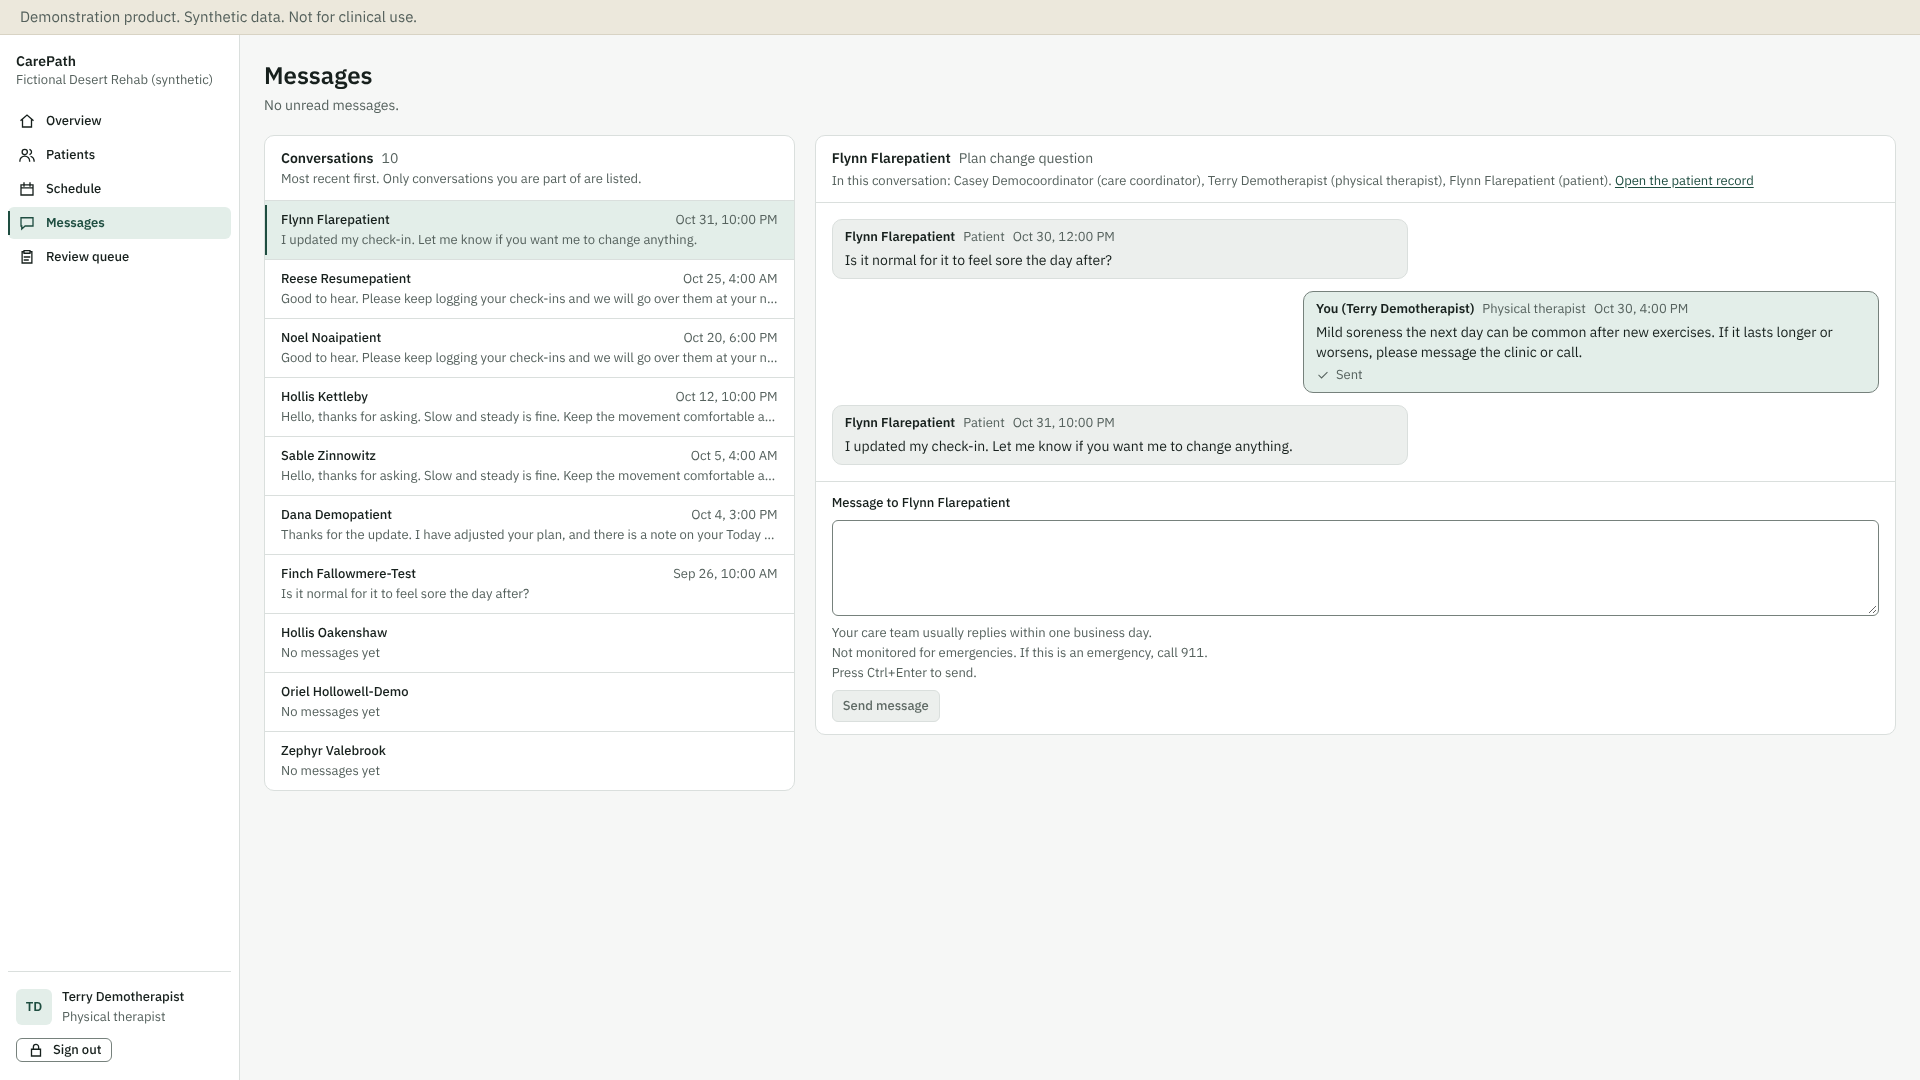 Demonstration product. Synthetic data. Not for clinical use.
CarePath
Fictional Desert Rehab (synthetic)
Overview
Patients
Schedule
Messages
Review queue
Terry Demotherapist
TD
Physical therapist
Sign out
Messages
No unread messages.
Conversations 10
Most recent first. Only conversations you are part of are listed.
Flynn Flarepatient Oct 31, 10:00 PM
I updated my check-in. Let me know if you want me to change anything.
Reese Resumepatient Oct 25, 4:00 AM
Good to hear. Please keep logging your check-ins and we will go over them at your n...
Noel Noaipatient Oct 20, 6:00 PM
Good to hear. Please keep logging your check-ins and we will go over them at your n...
Hollis Kettleby Oct 12, 10:00 PM
Hello, thanks for asking. Slow and steady is fine. Keep the movement comfortable a...
Sable Zinnowitz Oct 5, 4:00 AM
Hello, thanks for asking. Slow and steady is fine. Keep the movement comfortable a...
Dana Demopatient Oct 4, 3:00 PM
Thanks for the update. I have adjusted your plan, and there is a note on your Today ...
Finch Fallowmere-Test Sep 26, 10:00 AM
Is it normal for it to feel sore the day after?
Hollis Oakenshaw
No messages yet
Oriel Hollowell-Demo
No messages yet
Zephyr Valebrook
No messages yet
Flynn Flarepatient Plan change question
In this conversation: Casey Democoordinator (care coordinator), Terry Demotherapist (physical therapist), Flynn Flarepatient (patient). Open the patient record
Flynn Flarepatient Patient Oct 30, 12:00 PM
Is it normal for it to feel sore the day after?
You (Terry Demotherapist) Physical therapist Oct 30, 4:00 PM
Mild soreness the next day can be common after new exercises. If it lasts longer or
worsens, please message the clinic or call.
Sent
Flynn Flarepatient Patient Oct 31, 10:00 PM
I updated my check-in. Let me know if you want me to change anything.
Message to Flynn Flarepatient
Your care team usually replies within one business day.
Not monitored for emergencies. If this is an emergency, call 911.
Press Ctrl+Enter to send.
Send message